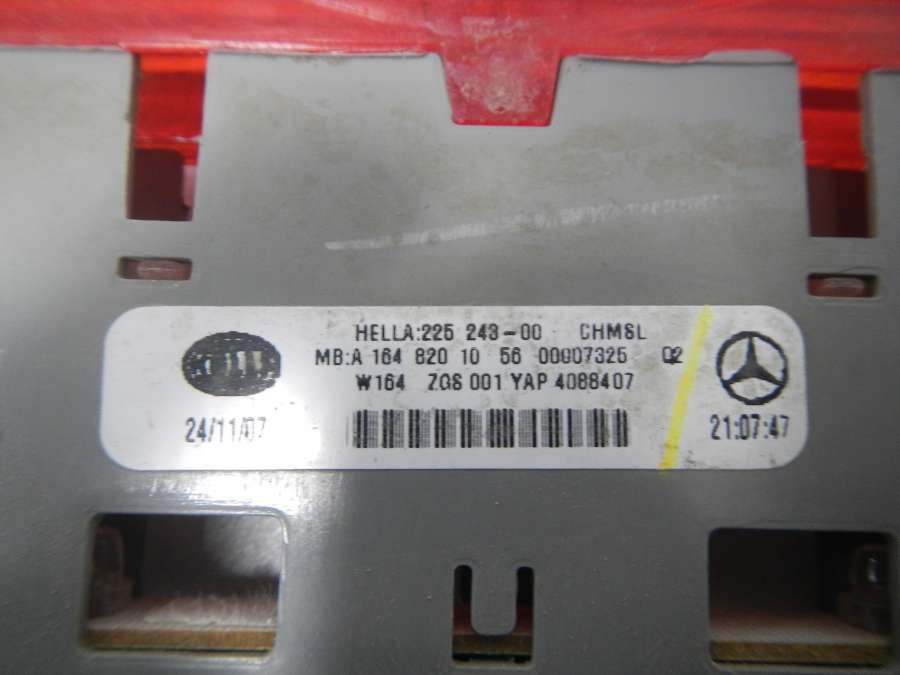 HELLA:225 243-00 CHMSL
MB:A 164 820 10 56 00007325 02
W164 ZGS 001 YAP 4088407
24/11/07
21:07:47